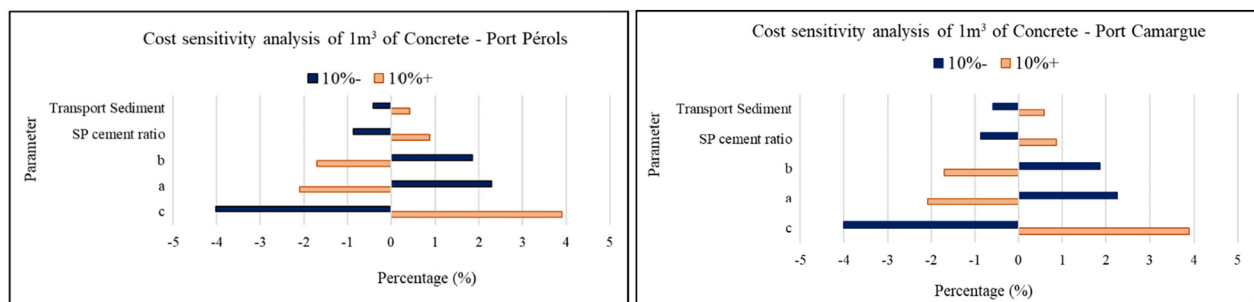 Cost sensitivity analysis of 1m³ of Concrete - Port Pérols
10%- 10%+
Transport Sediment
SP cement ratio
b
a
c
Parameter
-5 -4 -3 -2 -1 0 1 2 3 4 5
Percentage (%)
Cost sensitivity analysis of 1m³ of Concrete - Port Camargue
10%- 10%+
Transport Sediment
SP cement ratio
b
a
c
Parameter
-5 -4 -3 -2 -1 0 1 2 3 4 5
Percentage (%)